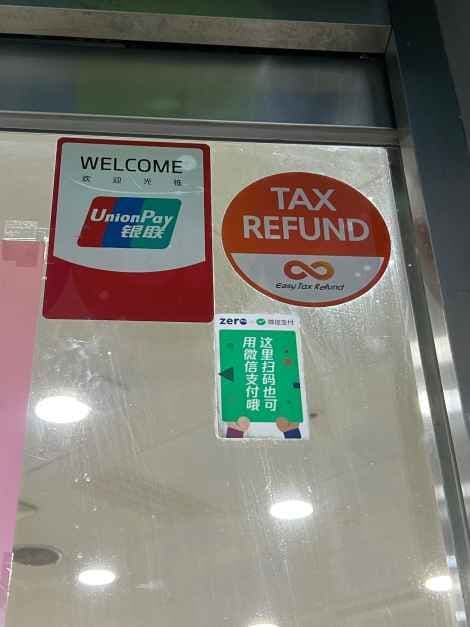 WELCOME
欢迎光临
UnionPay
银联
TAX
REFUND
Easy Tax Refund
zero 微信支付
这里扫码也可
用微信支付哦